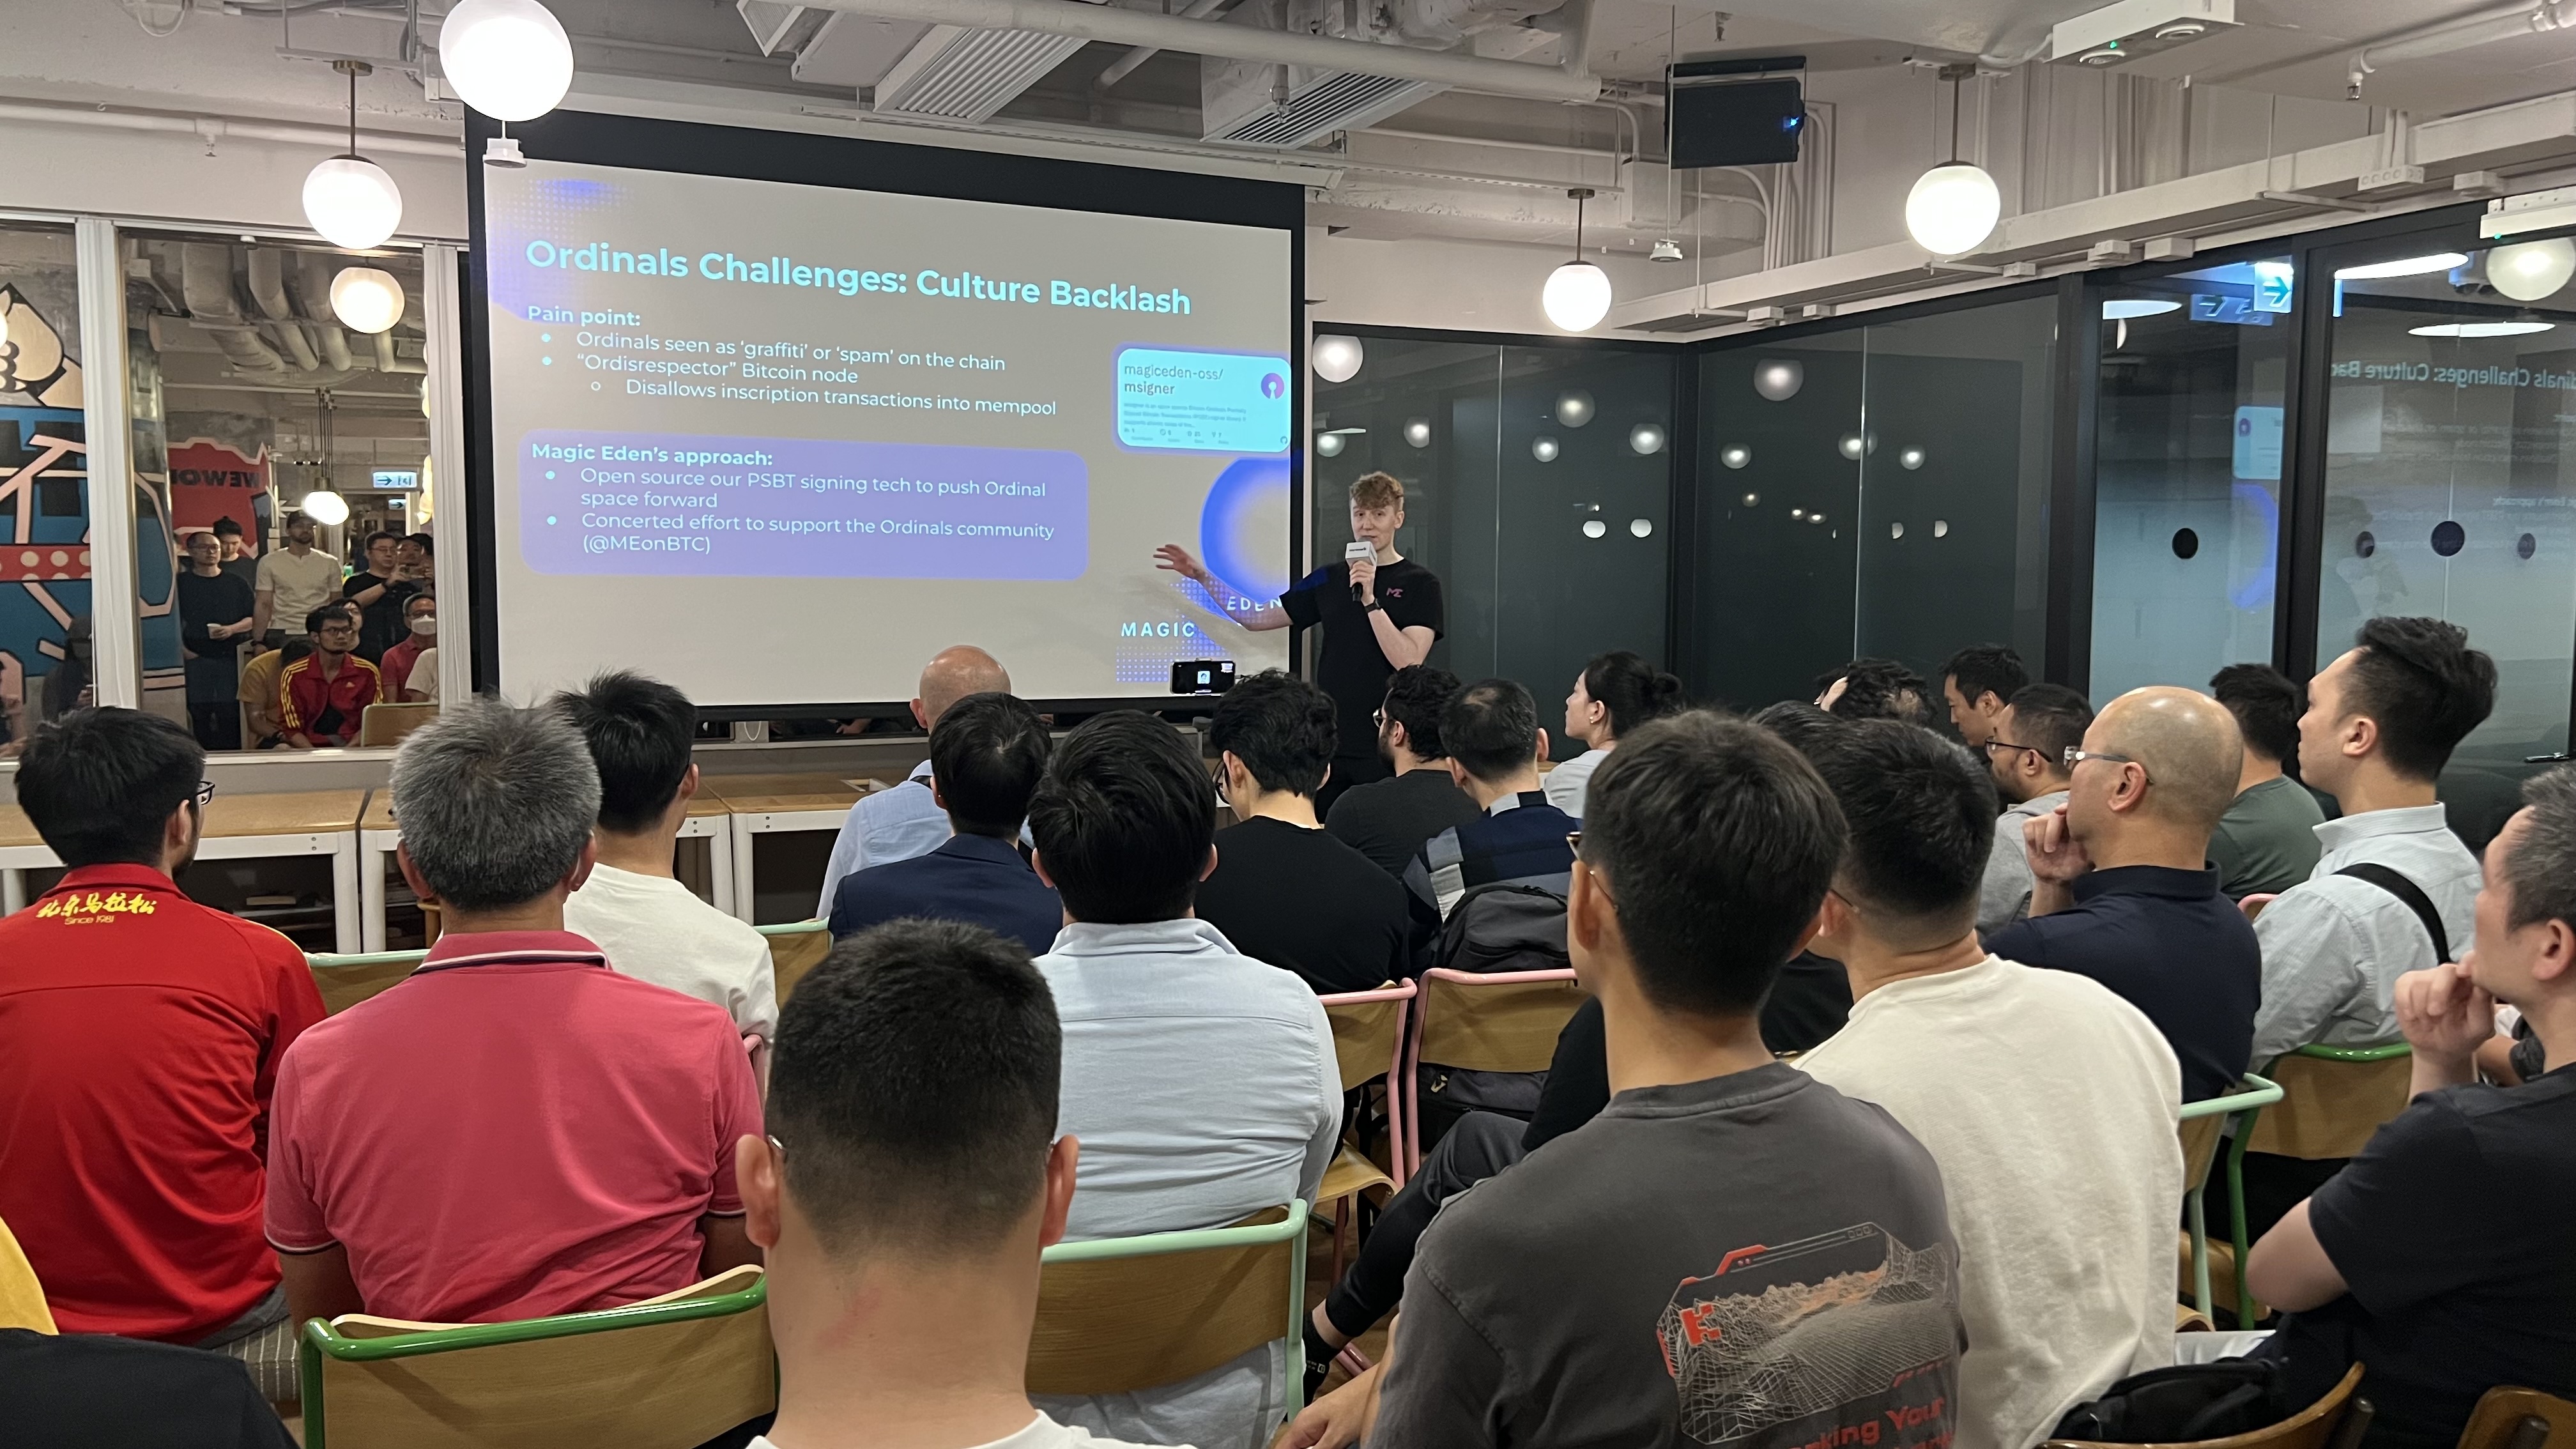 Ordinals Challenges: Culture Backlash
Pain point:
Ordinals seen as ‘graffiti’ or ‘spam’ on the chain
“Ordisrespector” Bitcoin node
Disallows inscription transactions into mempool
magiceden-oss/
msigner
Magic Eden’s approach:
Open source our PSBT signing tech to push Ordinal
space forward
Concerted effort to support the Ordinals community
(@MEonBTC)
EDEN
MAGIC
北京马拉松
Since 1981
Your